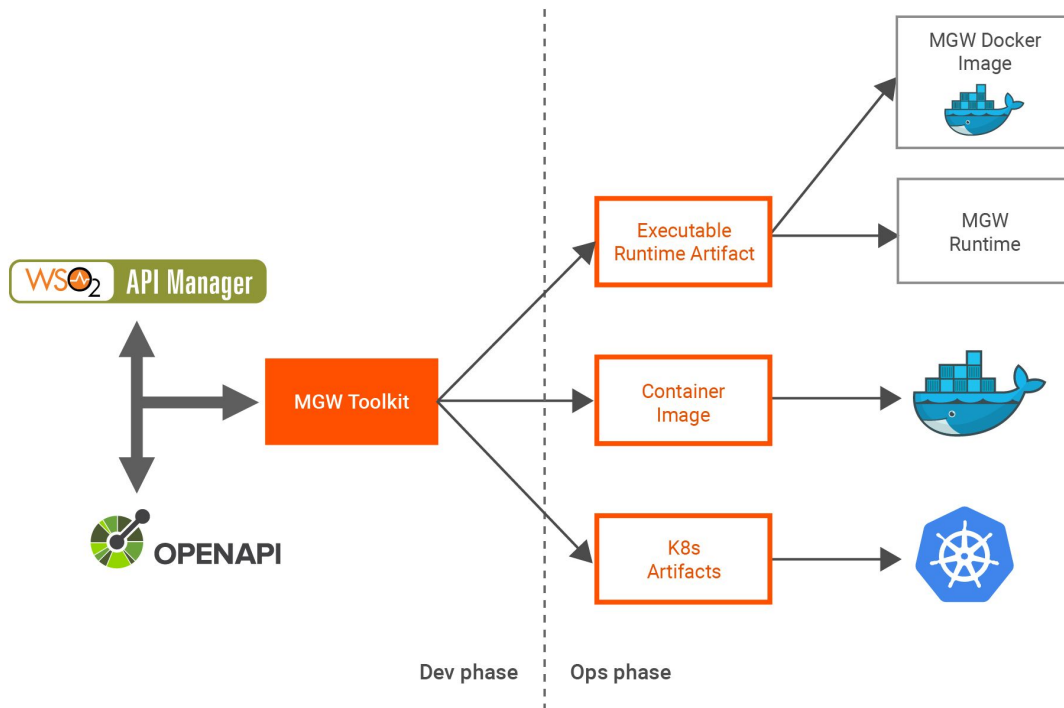 MGW Docker
Image
Executable
Runtime Artifact
MGW
Runtime
WSO2 API Manager
MGW Toolkit
Container
Image
OPENAPI
K8s
Artifacts
Dev phase
Ops phase